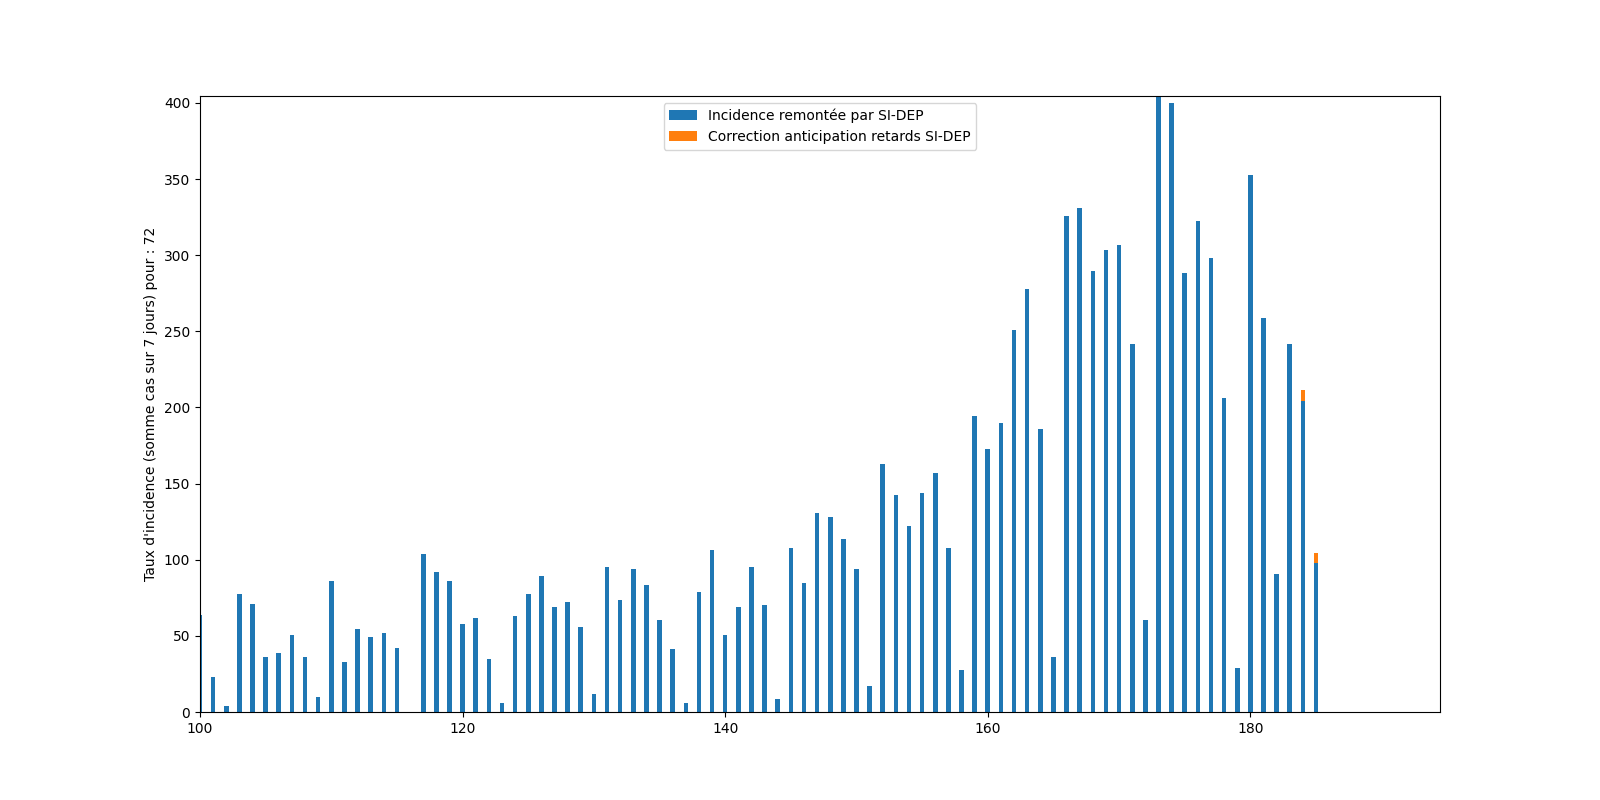 Incidence remontée par SI-DEP
Correction anticipation retards SI-DEP
Taux d'incidence (somme cas sur 7 jours) pour : 72
400
350
300
250
200
150
100
50
0
100 120 140 160 180